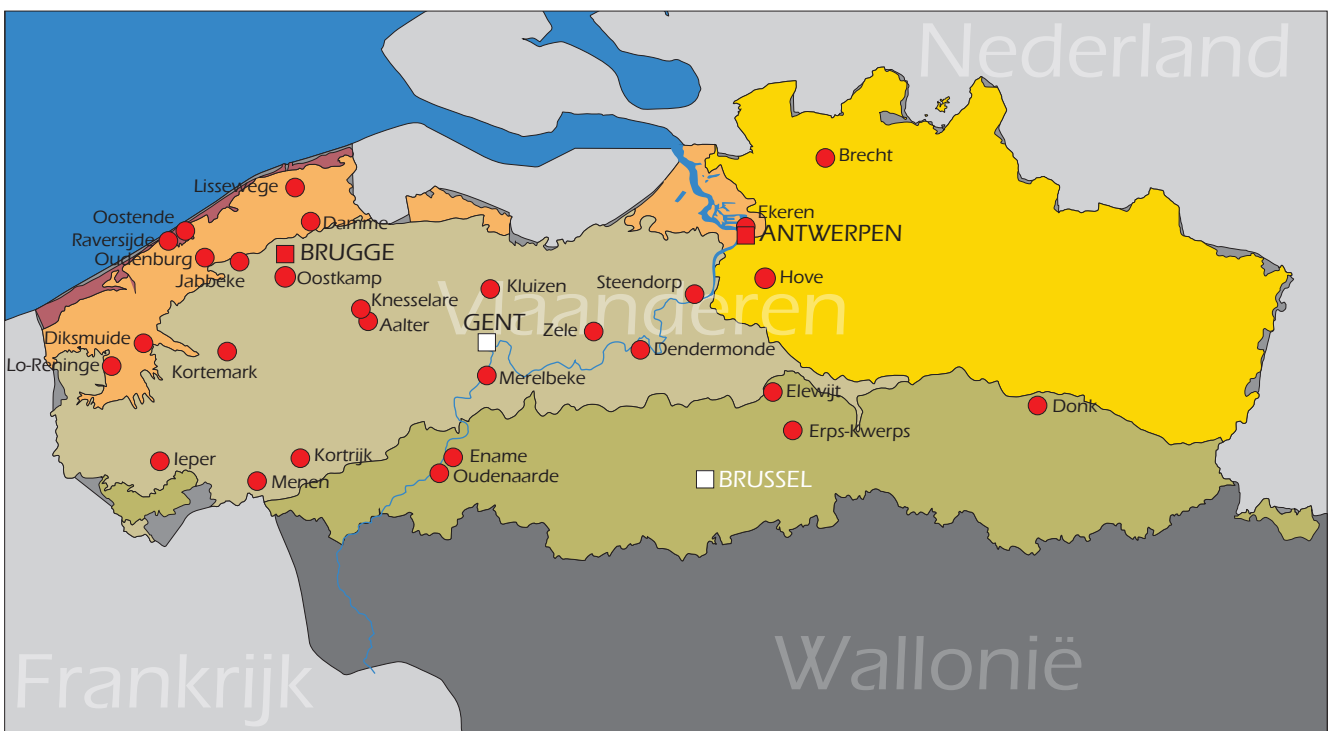 Nederland
Brecht
Lissewege
Ekeren
Oostende
Damme
ANTWERPEN
Raversijde
BRUGGE
Oudenburg
Jabbeke
Oostkamp
Hove
Steendorp
Kluizen
Knesselare
Vlaanderen
Aalter
GENT
Zele
Diksmuide
Dendermonde
Lo-Reninge
Kortemark
Merelbeke
Elewijt
Donk
Erps-Kwerps
Ieper
Kortrijk
Ename
Menen
Oudenaarde
BRUSSEL
Wallonië
Frankrijk